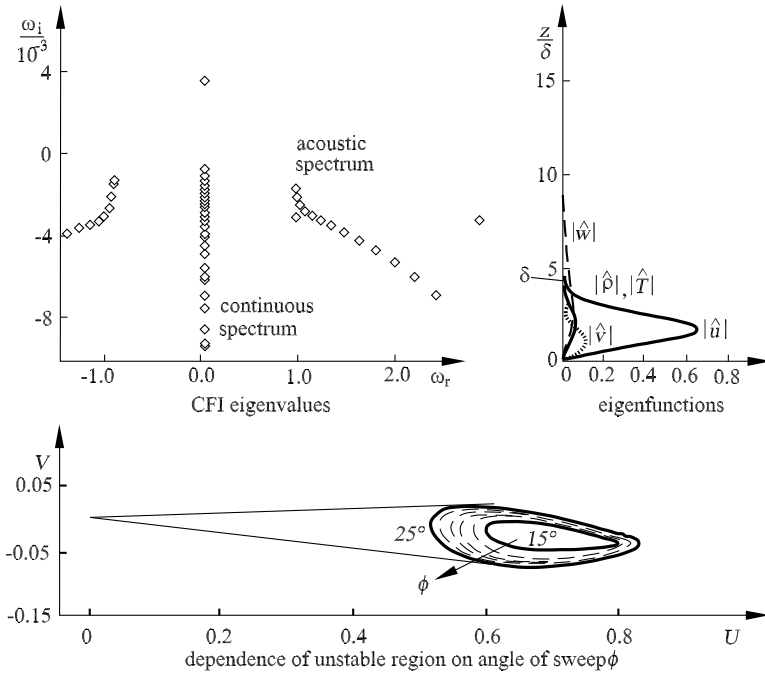 ω_i
10⁻³
4
0
-4
-8
acoustic
spectrum
continuous
spectrum
-1.0
0.0
1.0
2.0
ω_r
CFI eigenvalues
z
δ
15
10
5
0
|ŵ|
δ
|ρ̂|, |T̂|
|v̂|
|û|
0
0.2
0.4
0.6
0.8
eigenfunctions
V
0.05
-0.05
-0.15
25°
15°
ϕ
0
0.2
0.4
0.6
0.8
U
dependence of unstable region on angle of sweepϕ